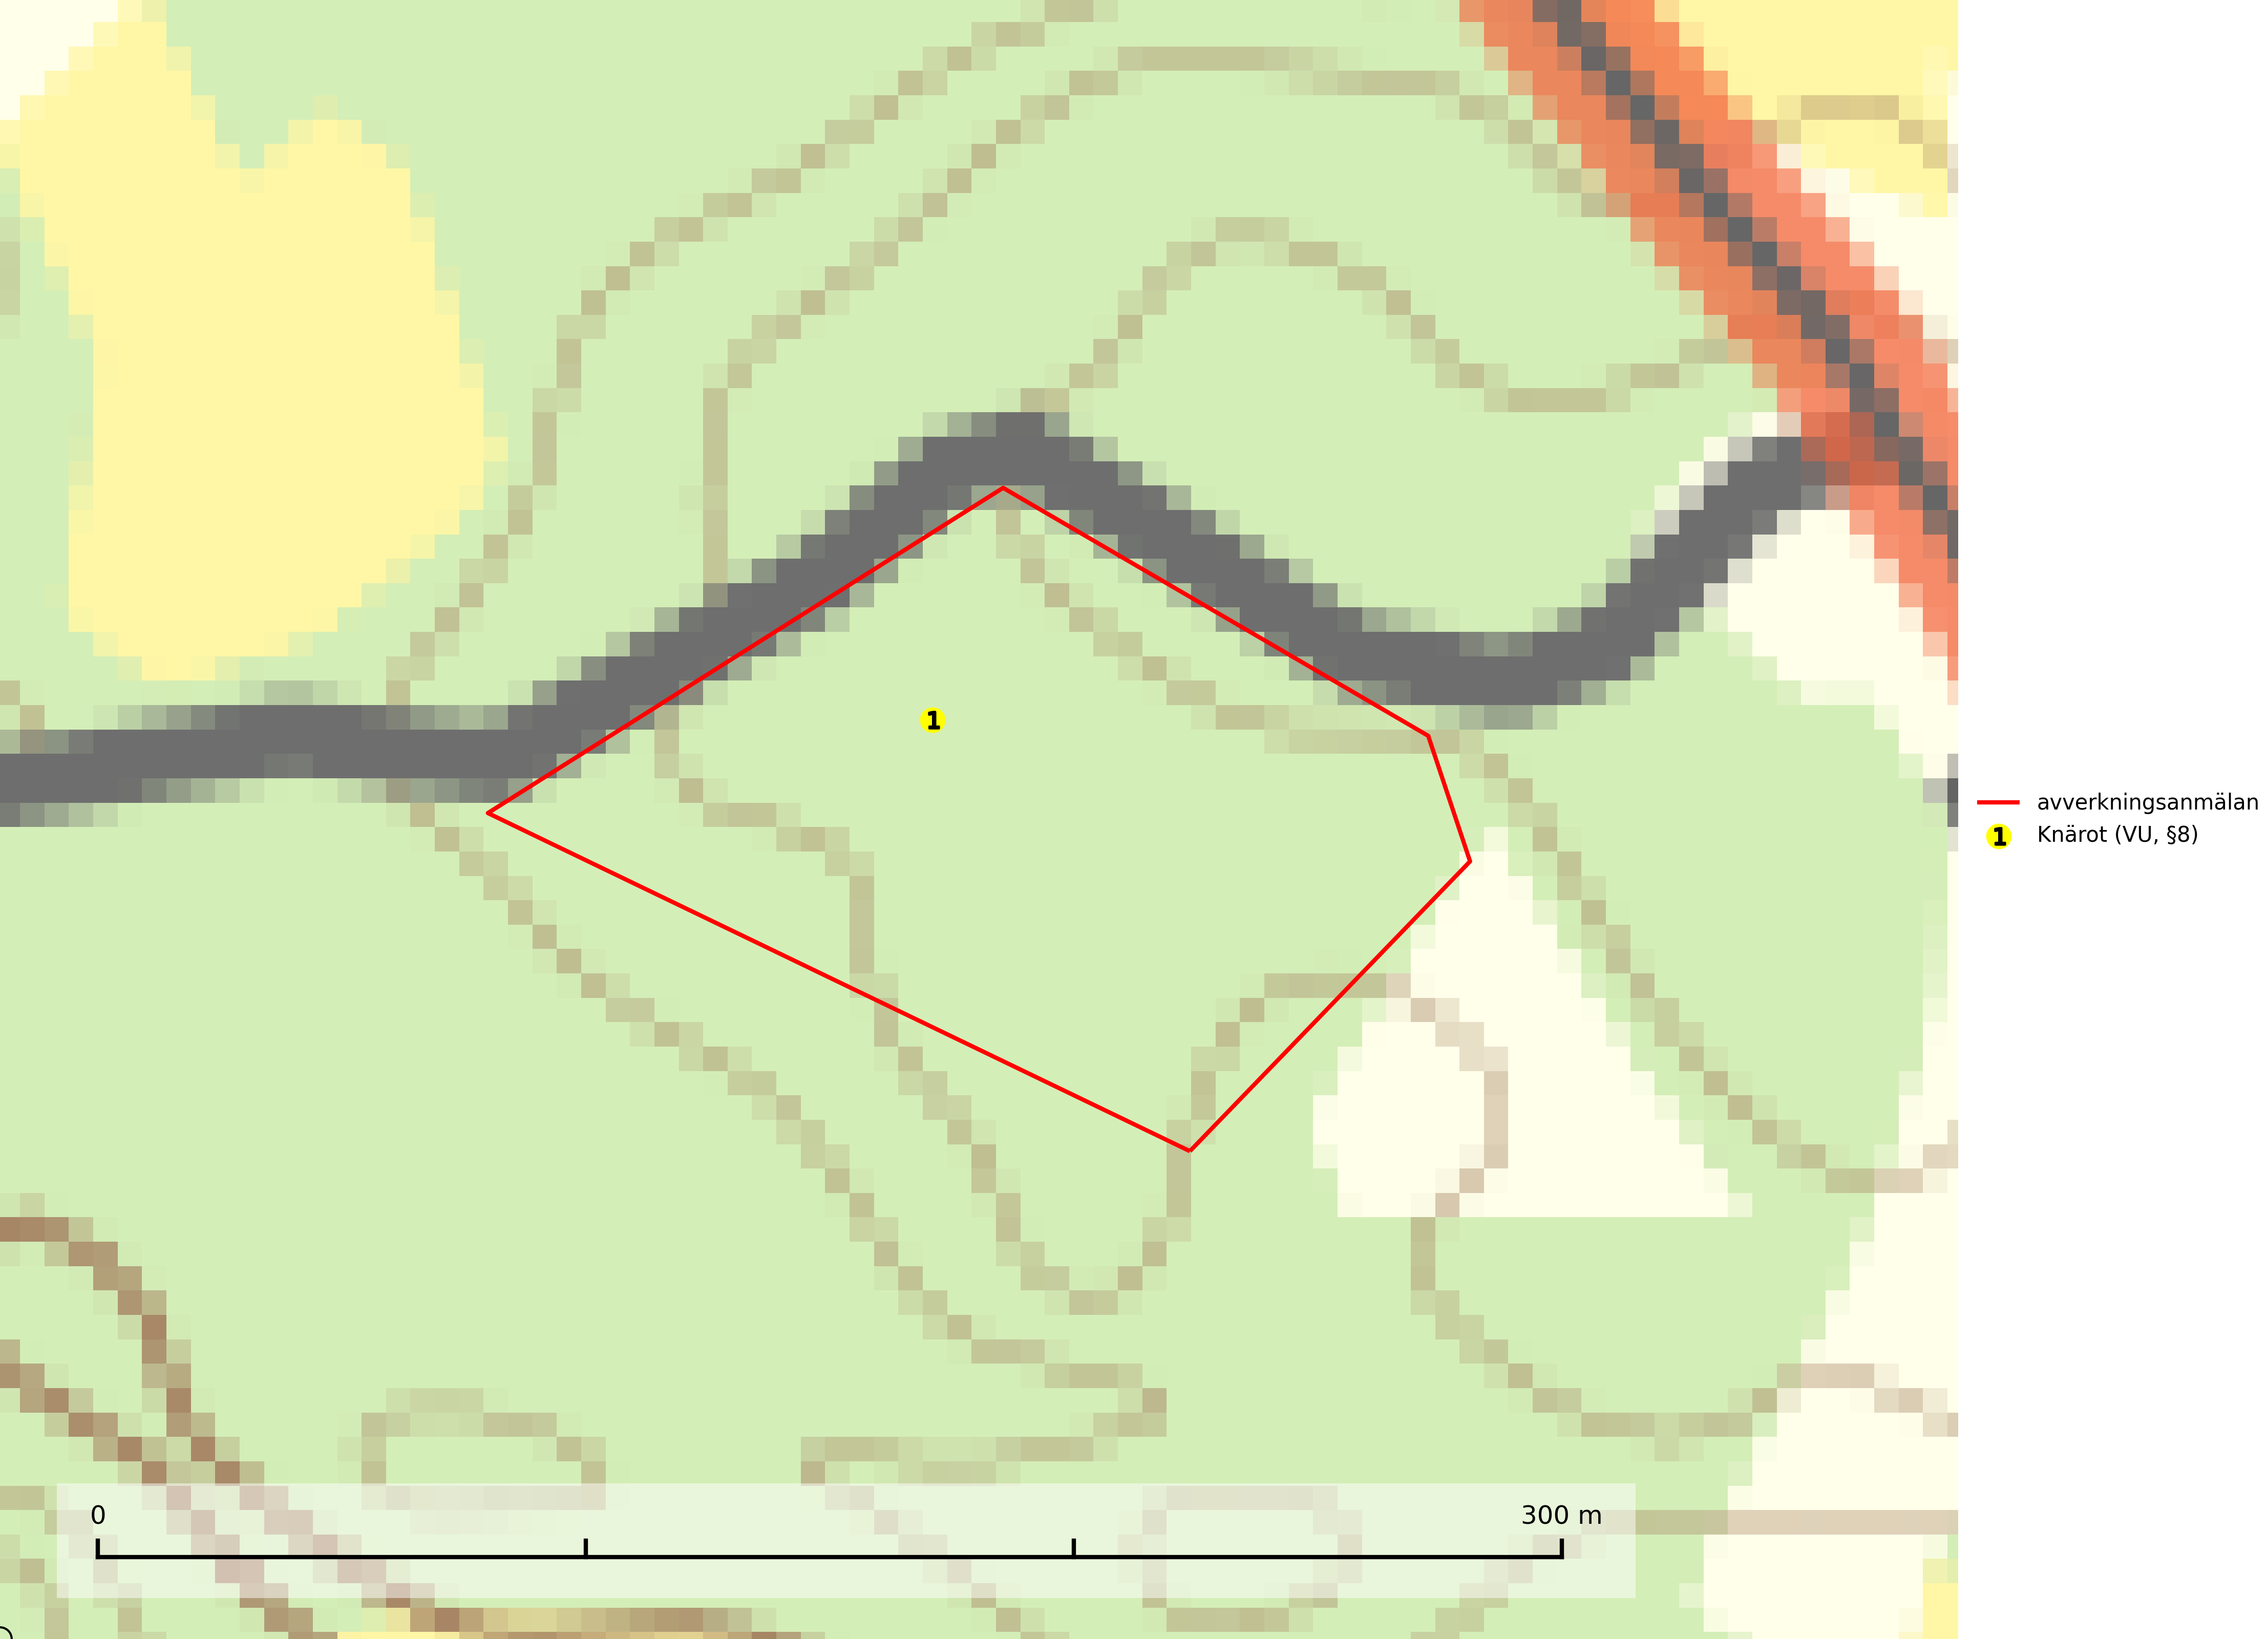 1
avverkningsanmälan
1 Knärot (VU, §8)
0 300 m